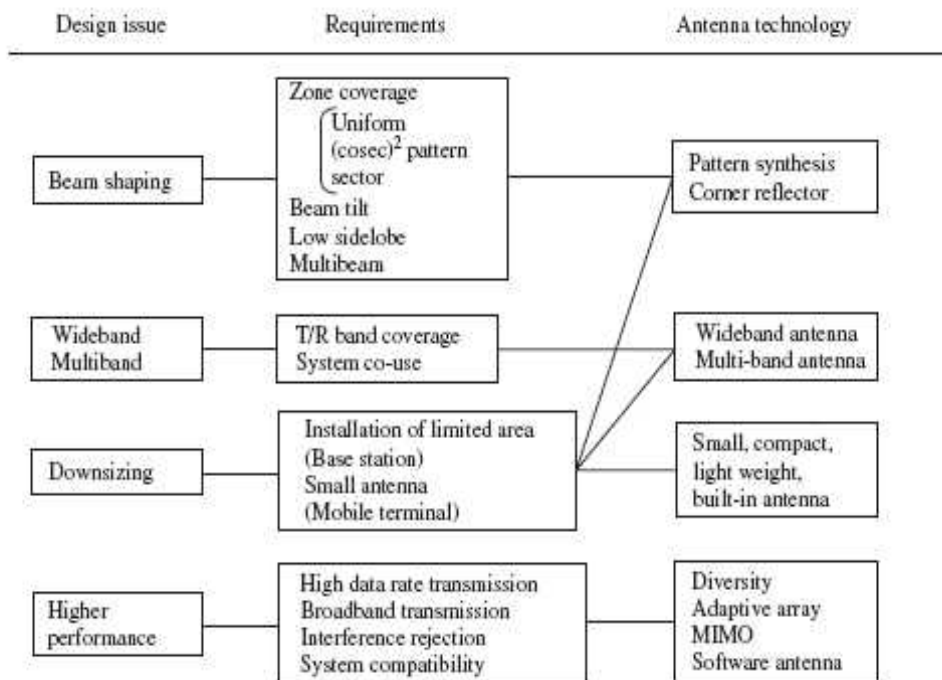 Design issue
Requirements
Antenna technology
Beam shaping
Zone coverage
Uniform
(cosec)² pattern
sector
Beam tilt
Low sidelobe
Multibeam
Pattern synthesis
Corner reflector
Wideband
Multiband
T/R band coverage
System co-use
Wideband antenna
Multi-band antenna
Downsizing
Installation of limited area
(Base station)
Small antenna
(Mobile terminal)
Small, compact,
light weight,
built-in antenna
Higher
performance
High data rate transmission
Broadband transmission
Interference rejection
System compatibility
Diversity
Adaptive array
MIMO
Software antenna